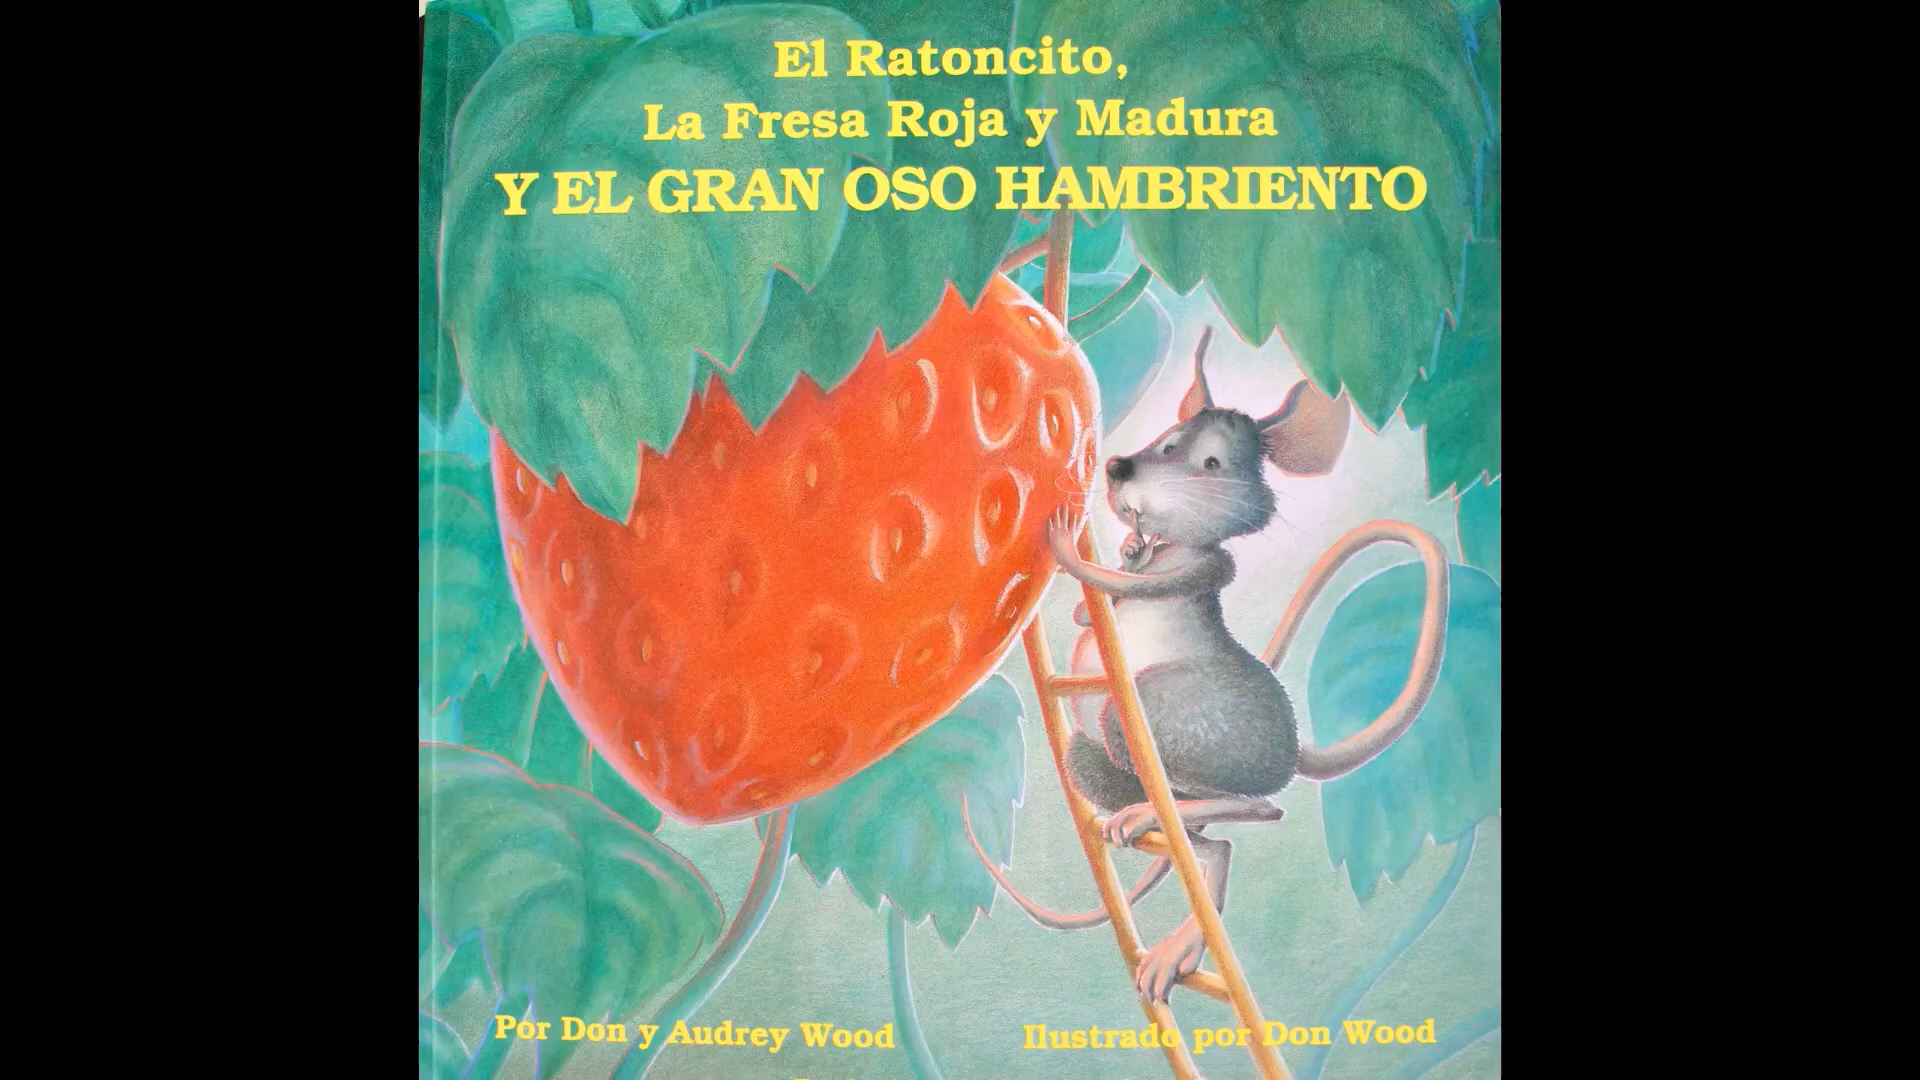 El Ratoncito,
La Fresa Roja y Madura
Y EL GRAN OSO HAMBRIENTO
Por Don y Audrey Wood
Ilustrado por Don Wood